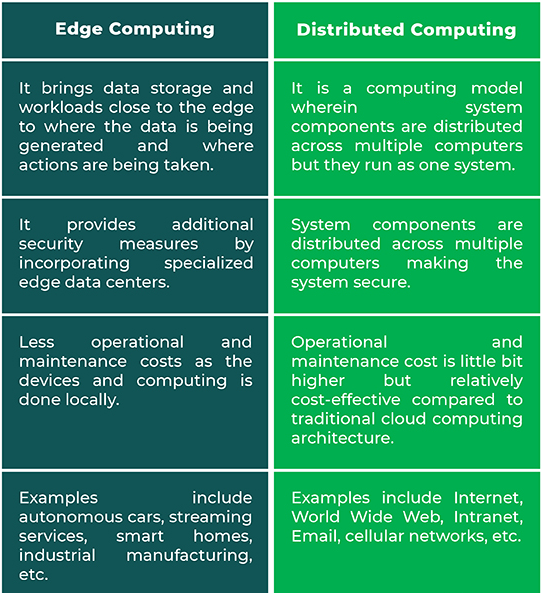 Edge Computing
Distributed Computing
It brings data storage and
workloads close to the edge
to where the data is being
generated and where
actions are being taken.
It is a computing model
wherein system
components are distributed
across multiple computers
but they run as one system.
It provides additional
security measures by
incorporating specialized
edge data centers.
System components are
distributed across multiple
computers making the
system secure.
Less operational and
maintenance costs as the
devices and computing is
done locally.
Operational and
maintenance cost is little bit
higher but relatively
cost-effective compared to
traditional cloud computing
architecture.
Examples include
autonomous cars, streaming
services, smart homes,
industrial manufacturing,
etc.
Examples include Internet,
World Wide Web, Intranet,
Email, cellular networks, etc.